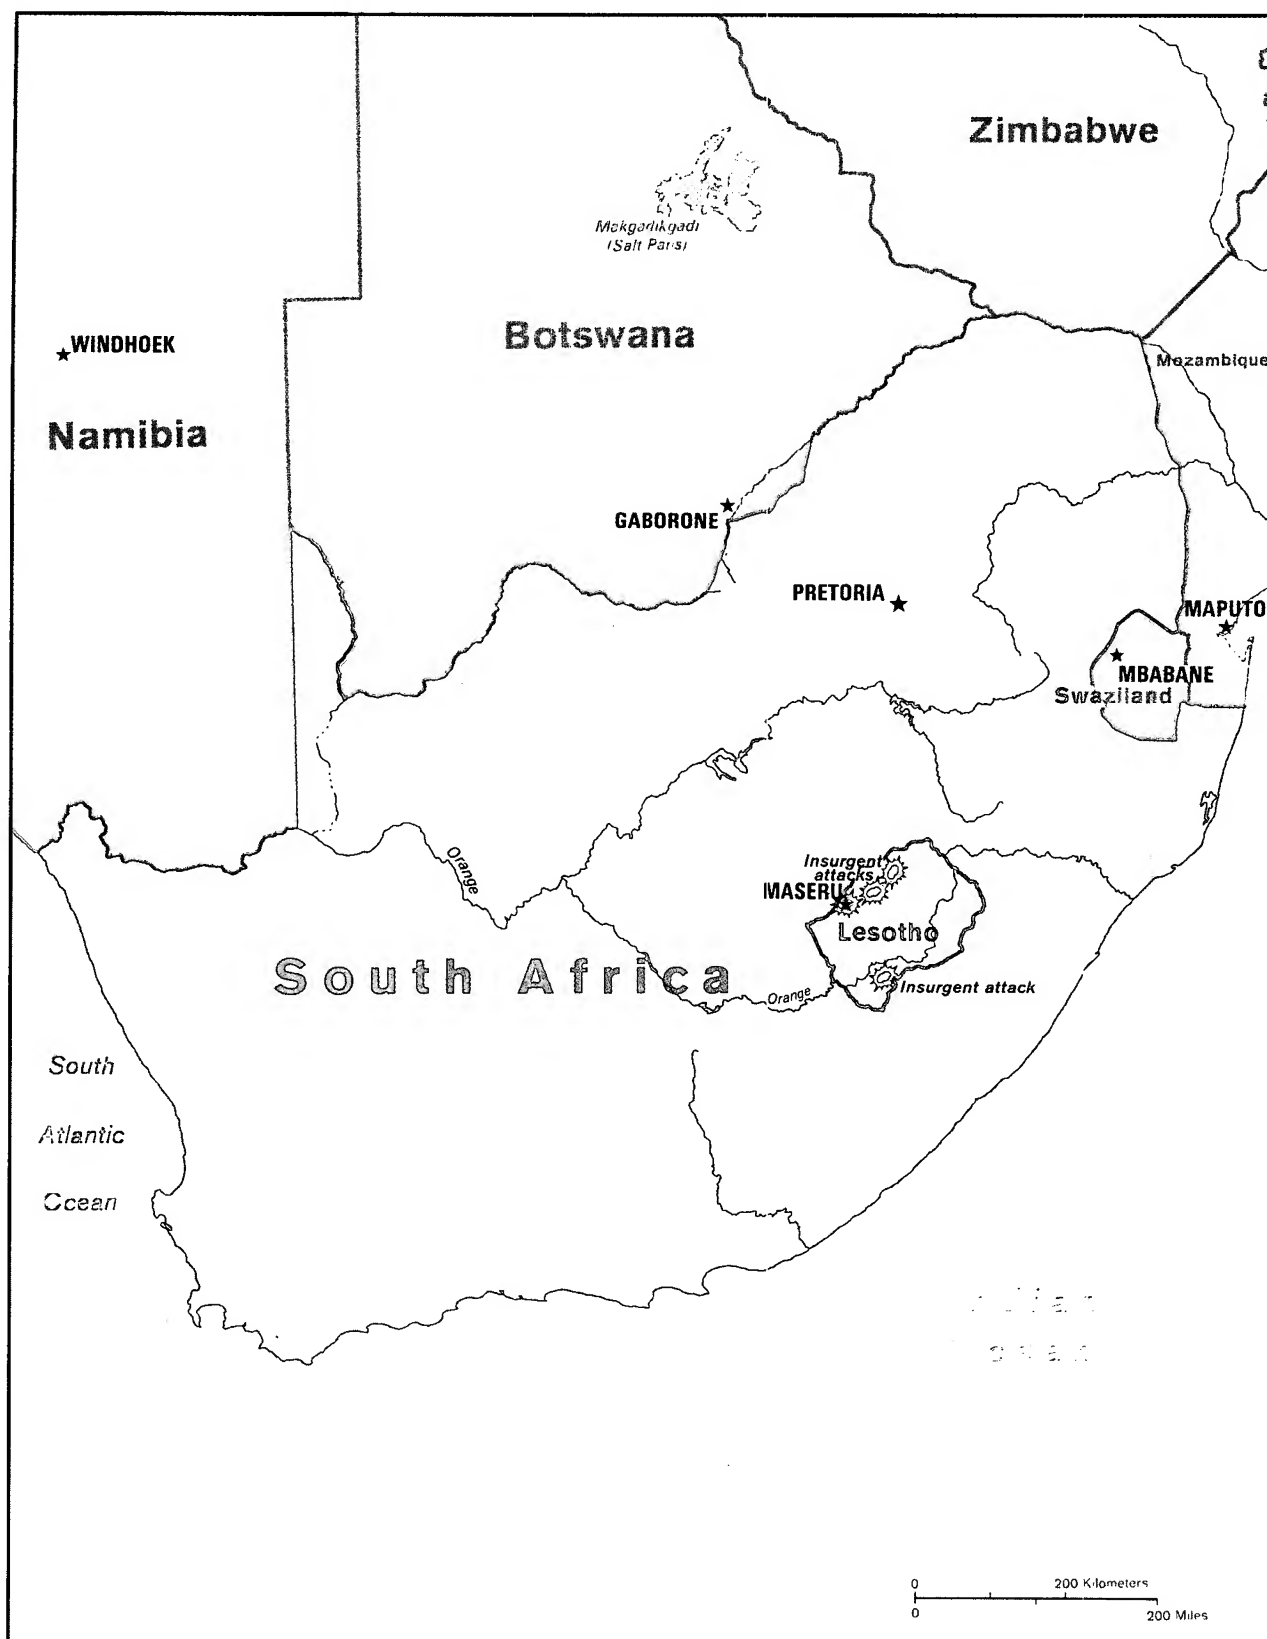 Zimbabwe
Makgadikgadi
(Salt Pans)
Botswana
★WINDHOEK
Mozambique
Namibia
GABORONE
PRETORIA
MAPUTO
MBABANE
Swaziland
Orange
Insurgent
attacks
MASERU
Lesotho
South Africa
Orange
Insurgent attack
South
Atlantic
Ocean
0 200 Kilometers
0 200 Miles